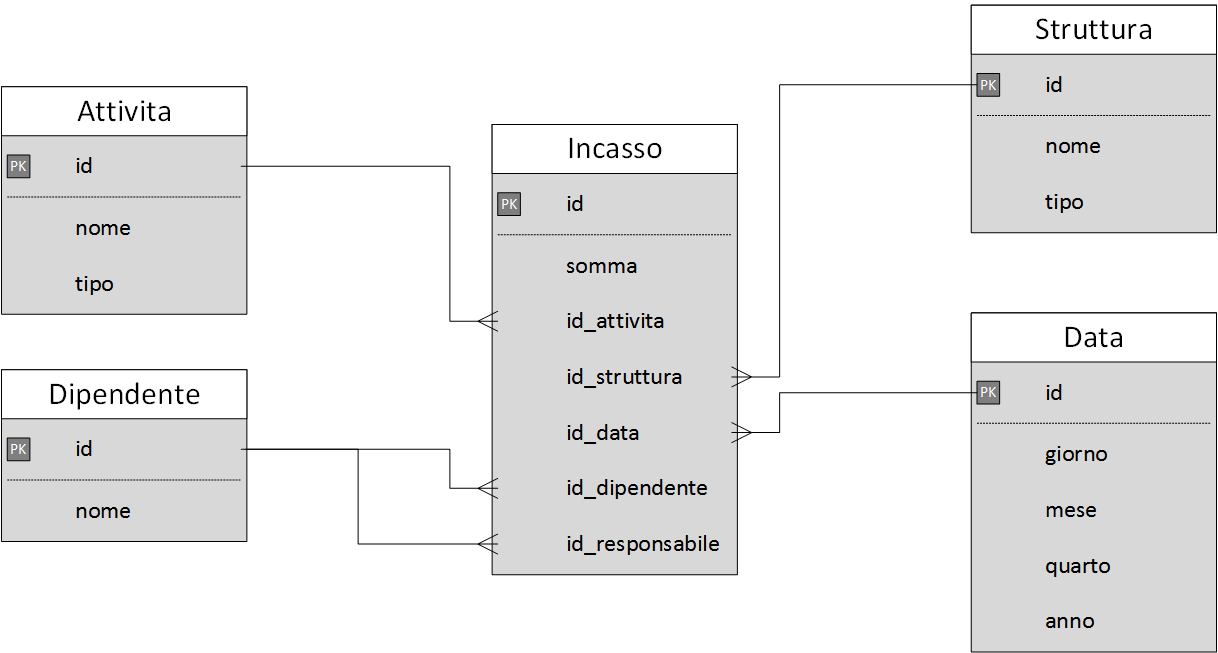 Attivita
PK id
nome
tipo
Dipendente
PK id
nome
Incasso
PK id
somma
id_attivita
id_struttura
id_data
id_dipendente
id_responsabile
Struttura
PK id
nome
tipo
Data
PK id
giorno
mese
quarto
anno